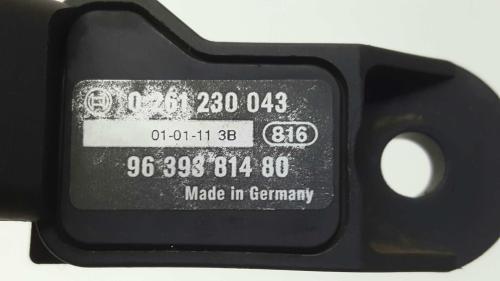 0 261 230 043
01-01-11 3B 816
96 393 814 80
Made in Germany